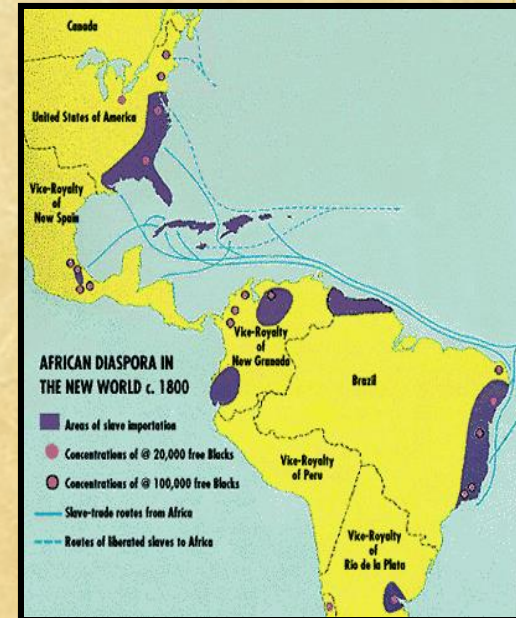 Canada
United States of America
Vice-Royalty
of
New Spain
Vice-Royalty
of
New Granada
Brazil
AFRICAN DIASPORA IN
THE NEW WORLD c. 1800
Areas of slave importation
Concentrations of @ 20,000 free Blacks
Concentrations of @ 100,000 free Blacks
Slave-trade routes from Africa
Routes of liberated slaves to Africa
Vice-Royalty
of Peru
Vice-Royalty
of
Rio de la Plata